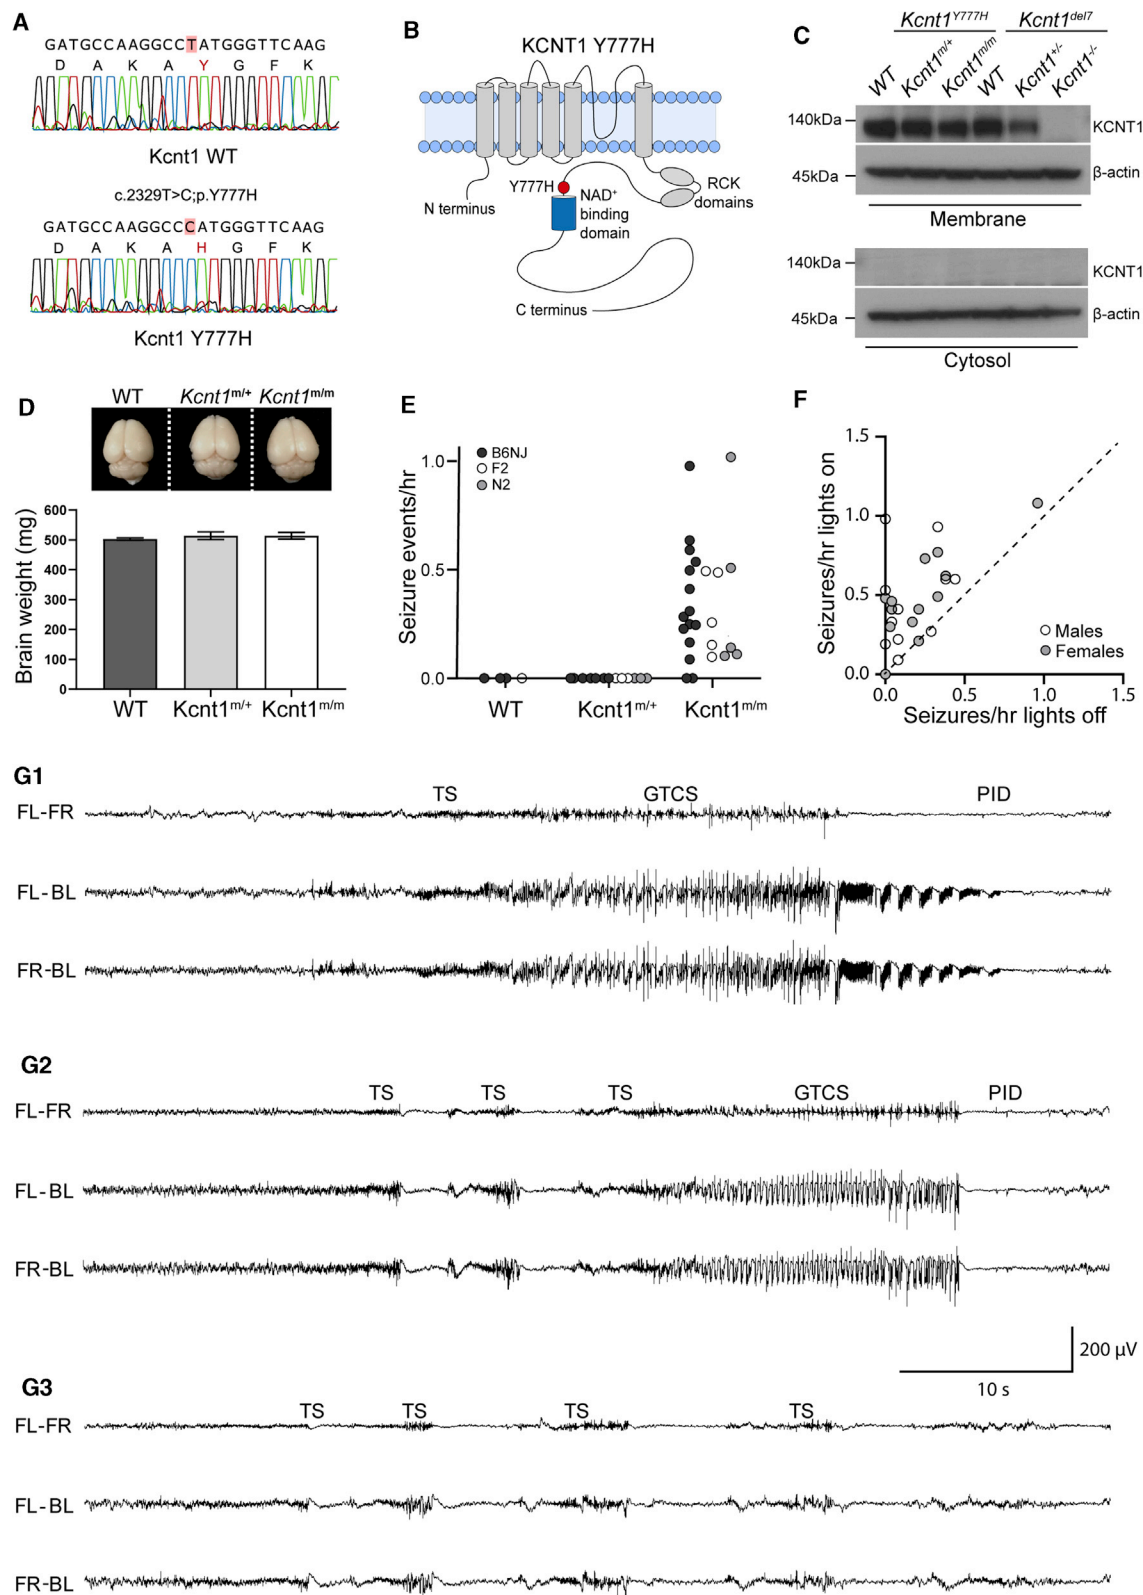 A
GATGCCAAGGCCTATGGGTTCAAG
D A K A Y G F K
Kcnt1 WT
c.2329T>C;p.Y777H
GATGCCAAGGCCCATGGGTTCAAG
D A K A H G F K
Kcnt1 Y777H
B
KCNT1 Y777H
Y777H
NAD+
binding
domain
RCK
domains
N terminus
C terminus
C
Kcnt1Y777H
Kcnt1del7
WT
Kcnt1m/+
Kcnt1m/m
WT
Kcnt1+/-
Kcnt1-/-
140kDa
KCNT1
45kDa
β-actin
Membrane
140kDa
KCNT1
45kDa
β-actin
Cytosol
D
WT Kcnt1m/+ Kcnt1m/m
Brain weight (mg)
600
500
400
300
200
100
0
WT Kcnt1m/+ Kcnt1m/m
E
Seizure events/hr
B6NJ
F2
N2
1.0
0.5
0.0
WT Kcnt1m/+ Kcnt1m/m
F
Seizures/hr lights on
1.5
1.0
0.5
0.0
Males
Females
0.0 0.5 1.0 1.5
Seizures/hr lights off
G1
TS GTCS PID
FL-FR
FL-BL
FR-BL
G2
TS TS TS GTCS PID
FL-FR
FL-BL
FR-BL
200 µV
10 s
G3
TS TS TS TS
FL-FR
FL-BL
FR-BL